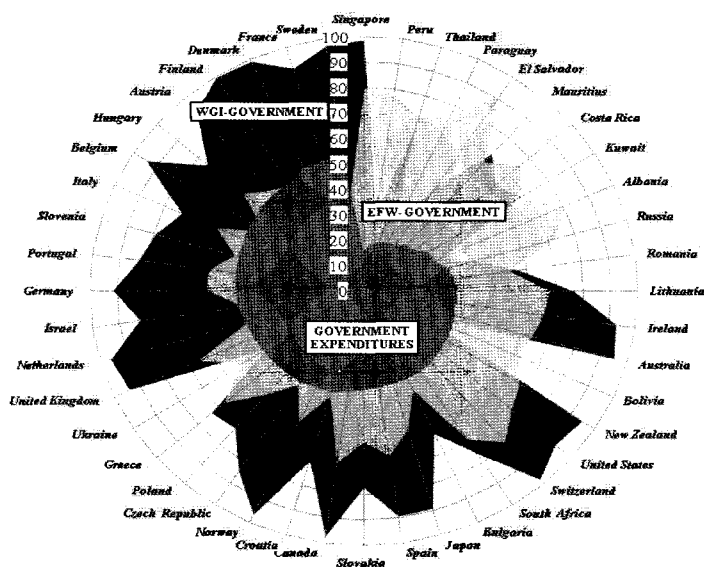 Singapore
Peru
Thailand
Paraguay
El Salvador
Mauritius
Costa Rica
Kuwait
Albania
Russia
Romania
Lithuania
Ireland
Australia
Bolivia
New Zealand
United States
Switzerland
South Africa
Bulgaria
Japan
Spain
Slovakia
Canada
Croatia
Norway
Czech Republic
Poland
Greece
Ukraine
United Kingdom
Netherlands
Israel
Germany
Portugal
Slovenia
Italy
Belgium
Hungary
Austria
Finland
Denmark
France
Sweden
100
90
80
70
60
50
40
30
20
10
0
WGI-GOVERNMENT
EFW-GOVERNMENT
GOVERNMENT
EXPENDITURES